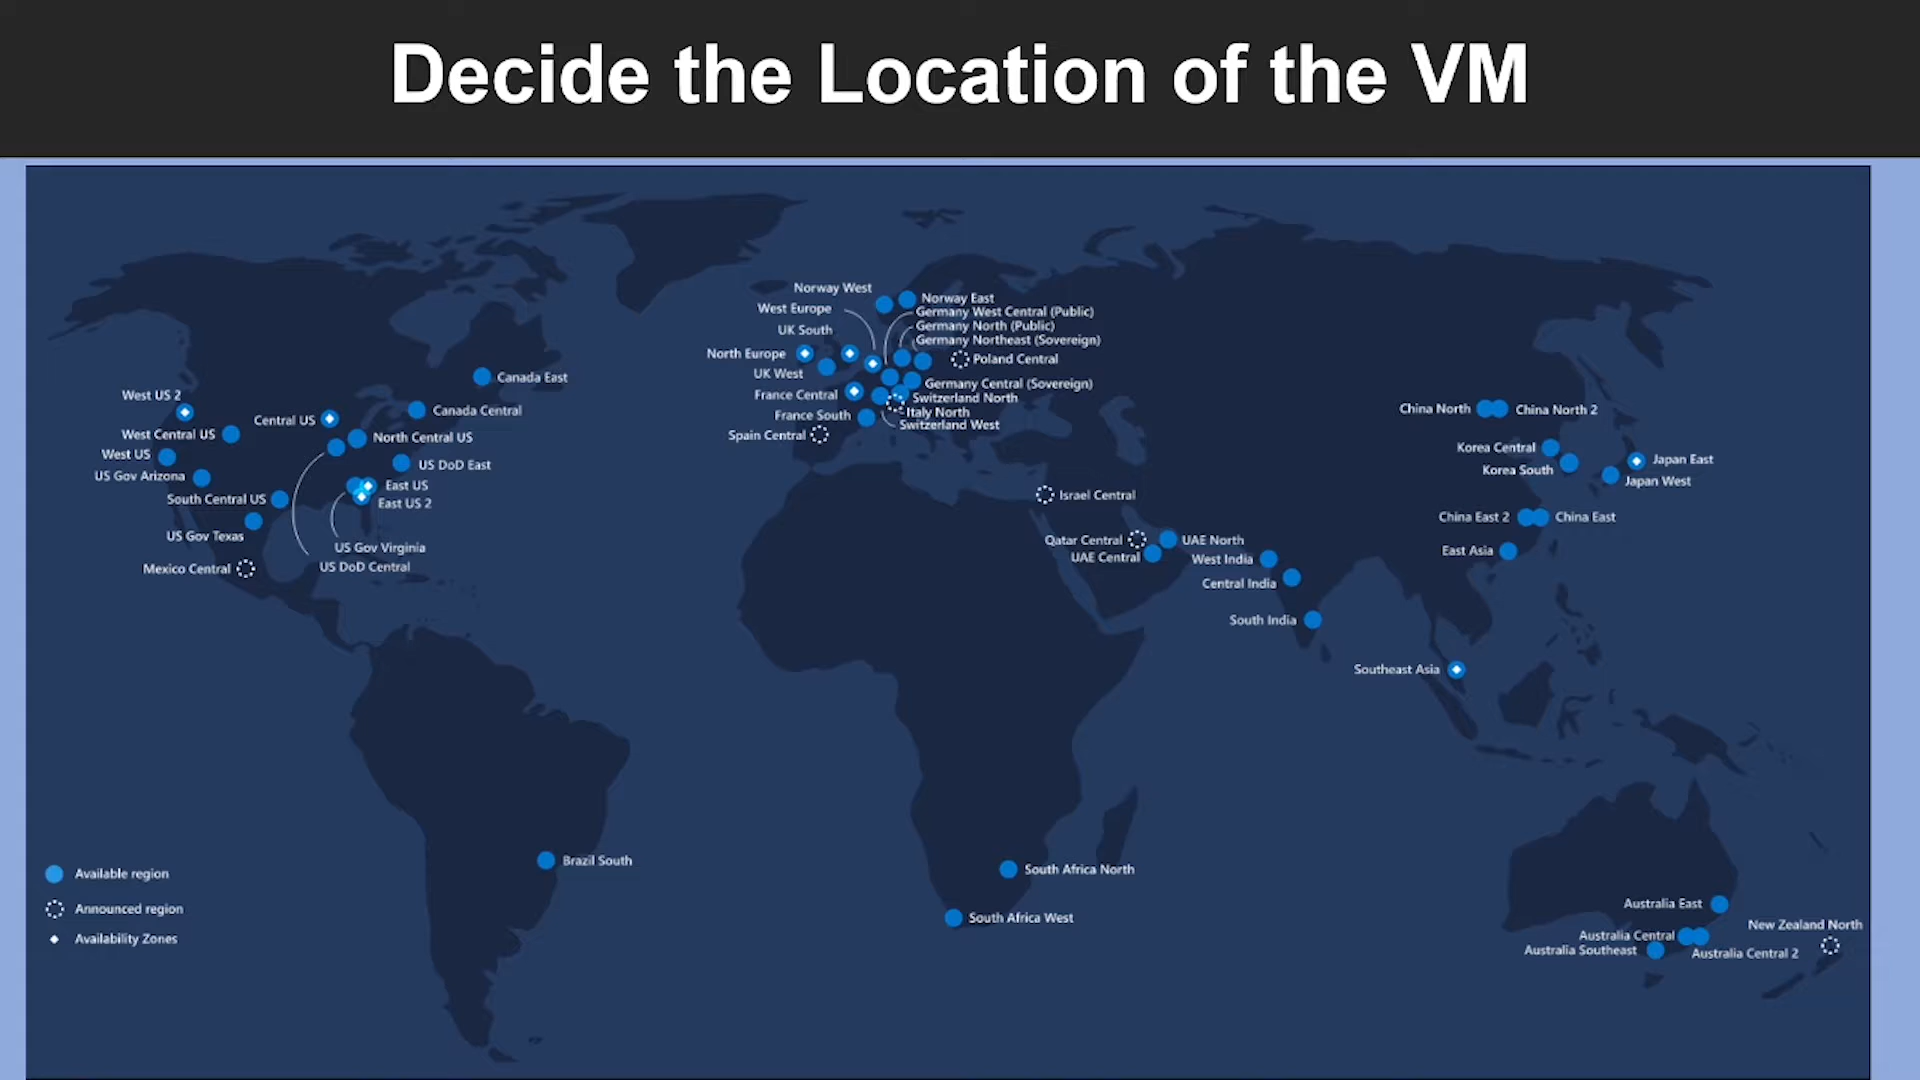 Decide the Location of the VM
Norway West
Norway East
West Europe
Germany West Central (Public)
UK South
Germany North (Public)
Germany Northeast (Sovereign)
North Europe
Poland Central
UK West
Germany Central (Sovereign)
France Central
Switzerland North
Italy North
France South
Switzerland West
Spain Central
Canada East
West US 2
Canada Central
Central US
West Central US
North Central US
West US
US DoD East
US Gov Arizona
East US
South Central US
East US 2
US Gov Texas
US Gov Virginia
Mexico Central
US DoD Central
China North
China North 2
Korea Central
Japan East
Korea South
Japan West
Israel Central
China East 2
China East
Qatar Central
UAE North
East Asia
UAE Central
West India
Central India
South India
Southeast Asia
Brazil South
South Africa North
South Africa West
Australia East
New Zealand North
Australia Central
Australia Southeast
Australia Central 2
Available region
Announced region
Availability Zones